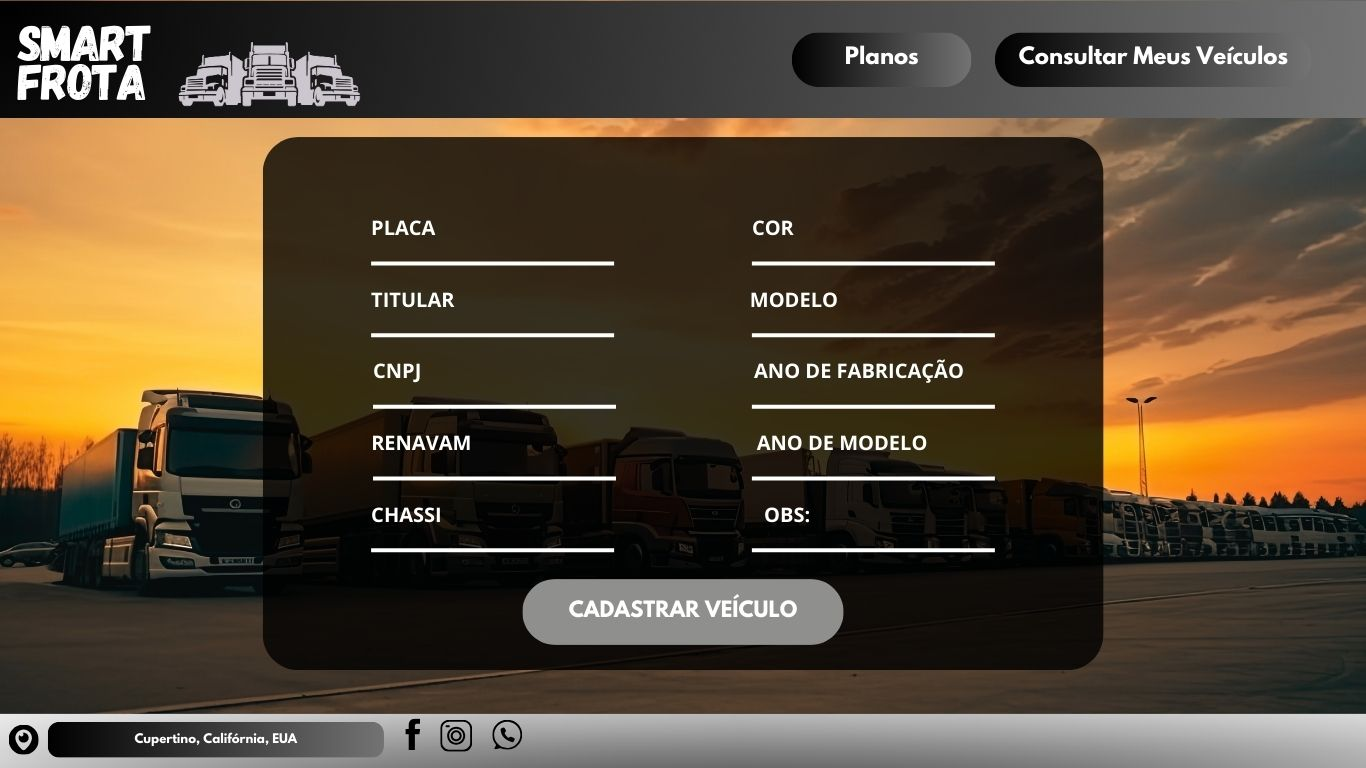 SMART
FROTA
Planos
Consultar Meus Veículos
PLACA
COR
TITULAR
MODELO
CNPJ
ANO DE FABRICAÇÃO
RENAVAM
ANO DE MODELO
CHASSI
OBS:
CADASTRAR VEÍCULO
Cupertino, Califórnia, EUA